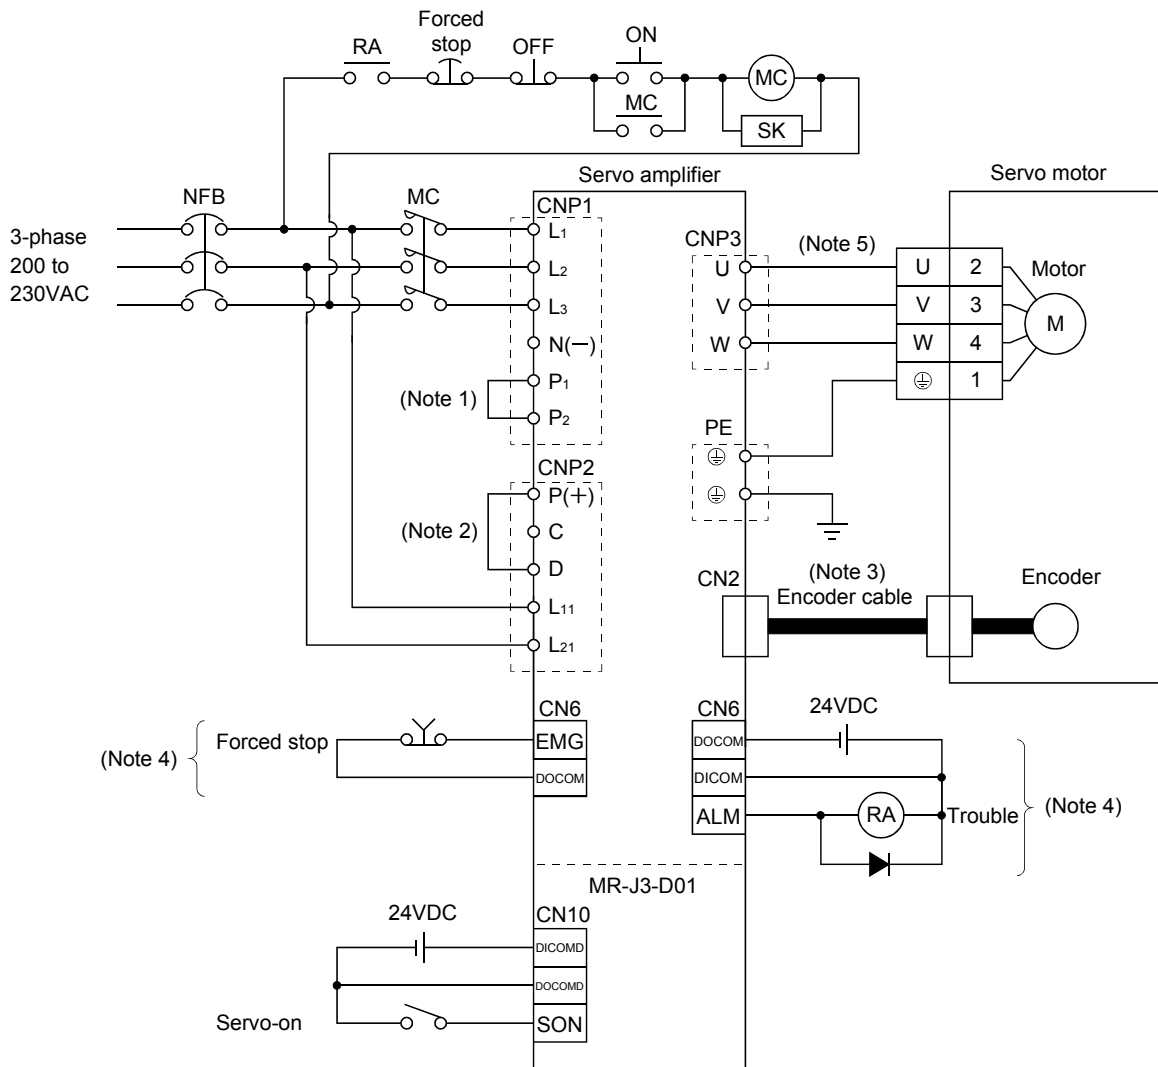 Forced
stop
RA
OFF
ON
MC
MC
SK
Servo amplifier
Servo motor
NFB
MC
CNP1
3-phase
200 to
230VAC
L1
L2
L3
N(−)
P1
P2
(Note 1)
CNP3
U
V
W
(Note 5)
U 2
V 3
W 4
1
Motor
M
PE
CNP2
P(+)
C
D
L11
L21
(Note 2)
CN2
(Note 3)
Encoder cable
Encoder
CN6
(Note 4)
Forced stop
EMG
DOCOM
CN6
24VDC
DOCOM
DICOM
ALM
RA
Trouble
(Note 4)
MR-J3-D01
24VDC
CN10
DICOMD
DOCOMD
Servo-on
SON